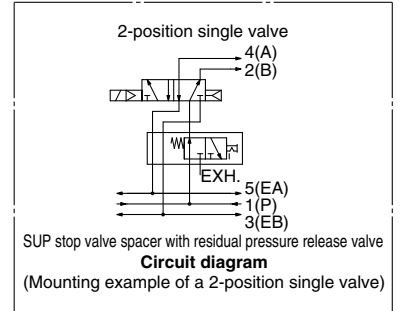 2-position single valve
4(A)
2(B)
EXH.
5(EA)
1(P)
3(EB)
SUP stop valve spacer with residual pressure release valve
Circuit diagram
(Mounting example of a 2-position single valve)